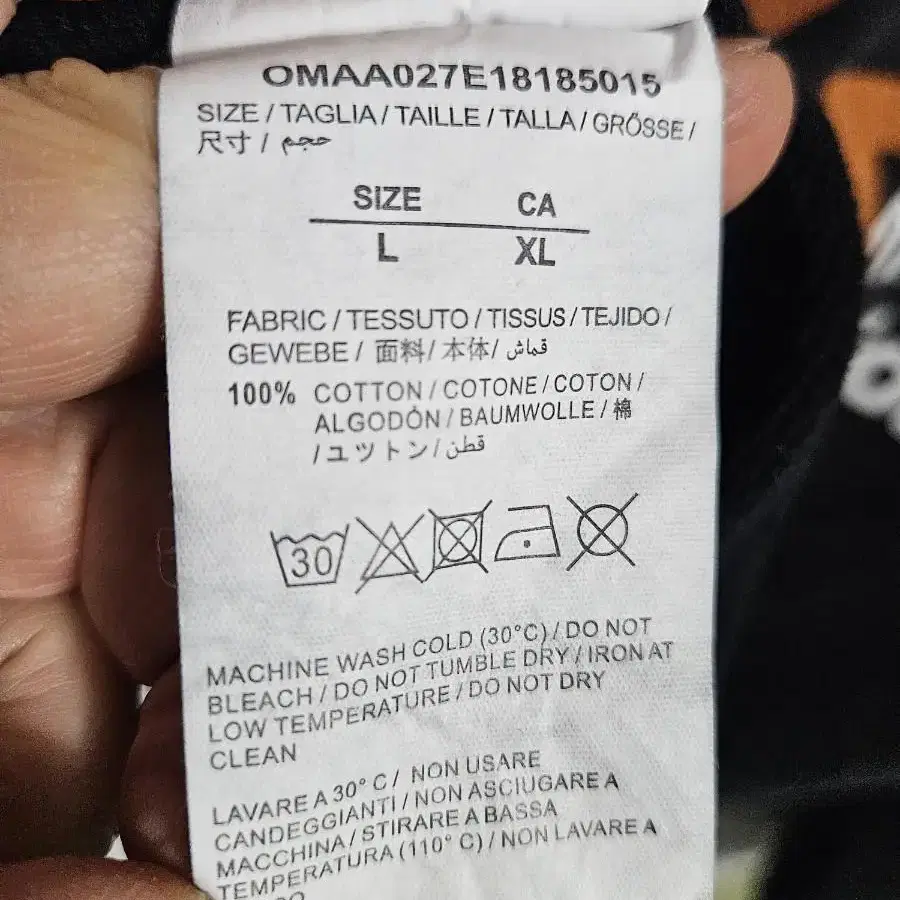 OMAA027E18185015
SIZE / TAGLIA / TAILLE / TALLA / GRÖSSE /
尺寸 / حجم
SIZE CA
L XL
FABRIC / TESSUTO / TISSUS / TEJIDO /
GEWEBE / 面料 / 本体 / قماش
100% COTTON / COTONE / COTON /
ALGODÓN / BAUMWOLLE / 棉
/ ユツトン / قطن
30
MACHINE WASH COLD (30°C) / DO NOT
BLEACH / DO NOT TUMBLE DRY / IRON AT
LOW TEMPERATURE / DO NOT DRY
CLEAN
LAVARE A 30° C / NON USARE
CANDEGGIANTI / NON ASCIUGARE A
MACCHINA / STIRARE A BASSA
TEMPERATURA (110° C) / NON LAVARE A